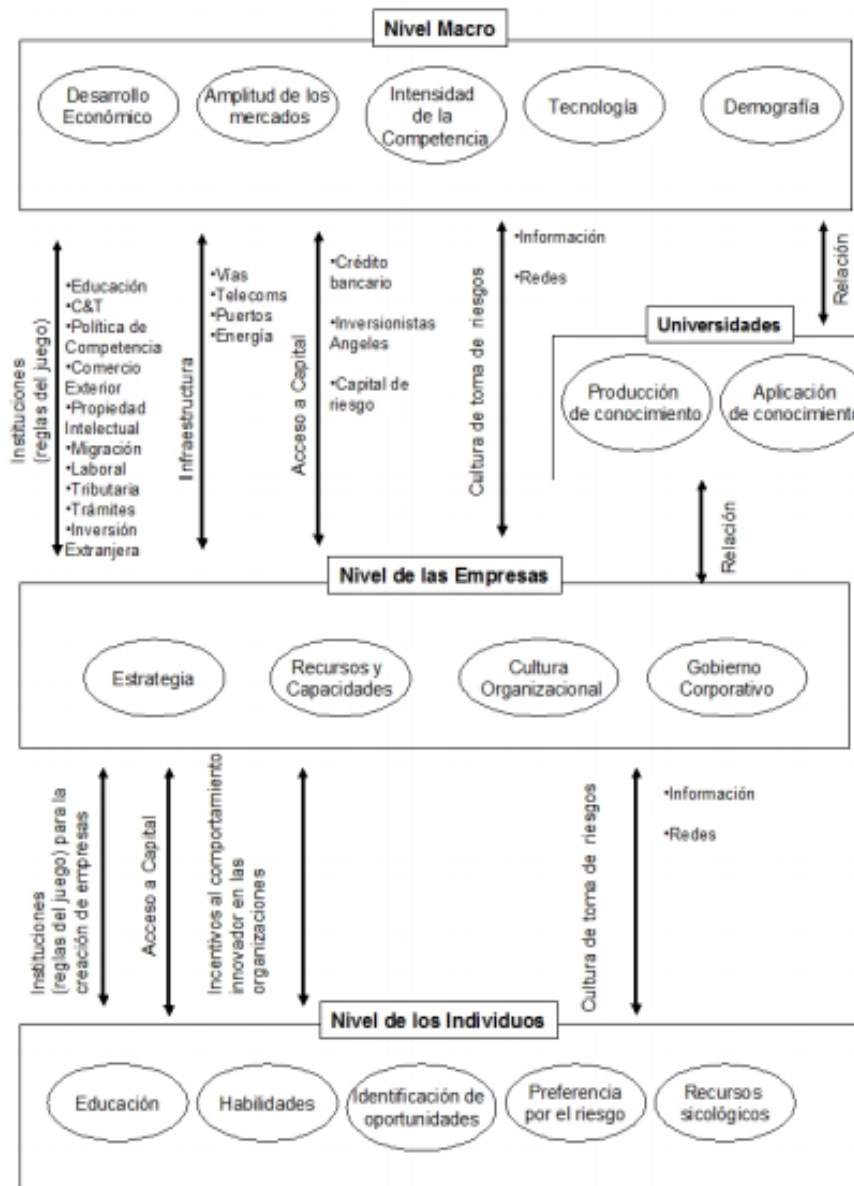 Nivel Macro
Desarrollo
Económico
Amplitud de los
mercados
Intensidad
de la
Competencia
Tecnología
Demografía
Instituciones
(reglas del juego)
•Educación
•C&T
•Política de
Competencia
•Comercio
Exterior
•Propiedad
Intelectual
•Migración
•Laboral
•Tributaria
•Trámites
•Inversión
Extranjera
Infraestructura
•Vías
•Telecoms
•Puertos
•Energía
Acceso a Capital
•Crédito
bancario
•Inversionistas
Angeles
•Capital de
riesgo
Cultura de toma de riesgos
•Información
•Redes
Relación
Universidades
Producción
de conocimiento
Aplicación
de conocimiento
Relación
Nivel de las Empresas
Estrategia
Recursos y
Capacidades
Cultura
Organizacional
Gobierno
Corporativo
Instituciones
(reglas del juego) para la
creación de empresas
Acceso a Capital
Incentivos al comportamiento
innovador en las
organizaciones
Cultura de toma de riesgos
•Información
•Redes
Nivel de los Individuos
Educación
Habilidades
Identificación de
oportunidades
Preferencia
por el riesgo
Recursos
sicológicos